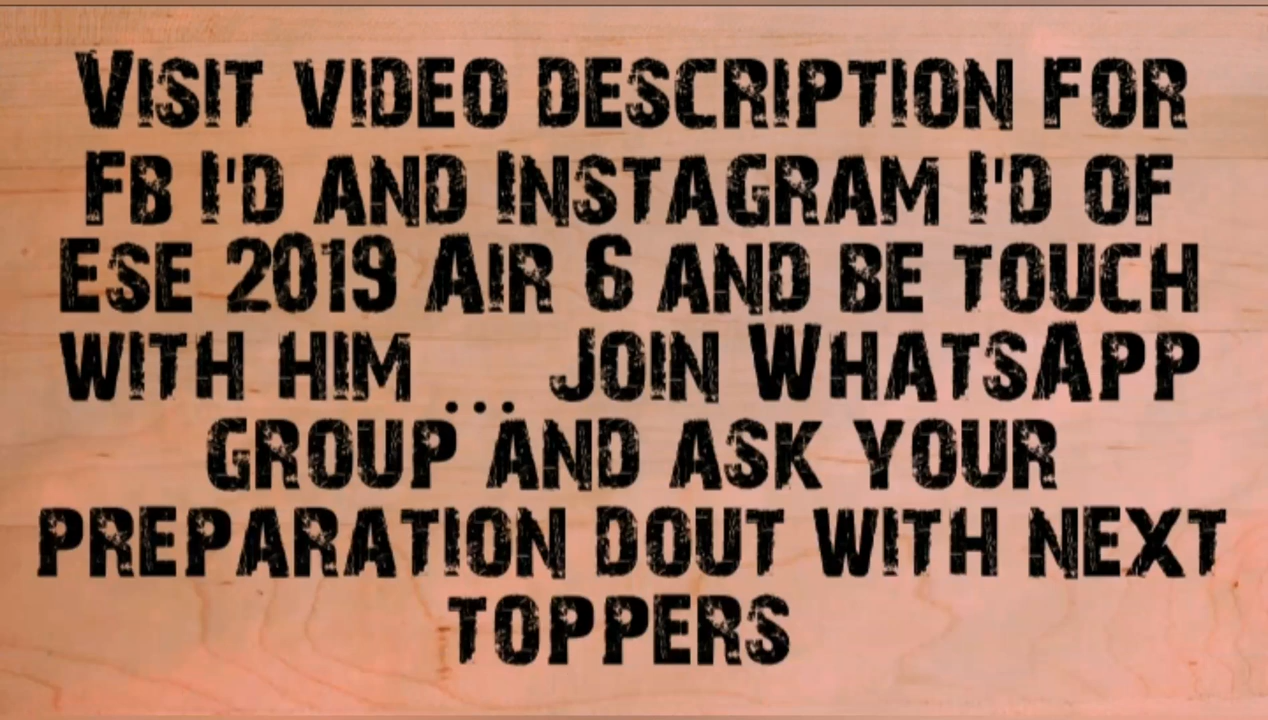 Visit video description for
Fb I'd and Instagram I'd of
Ese 2019 Air 6 and be touch
with him ... Join WhatsApp
group and ask your
preparation dout with next
toppers